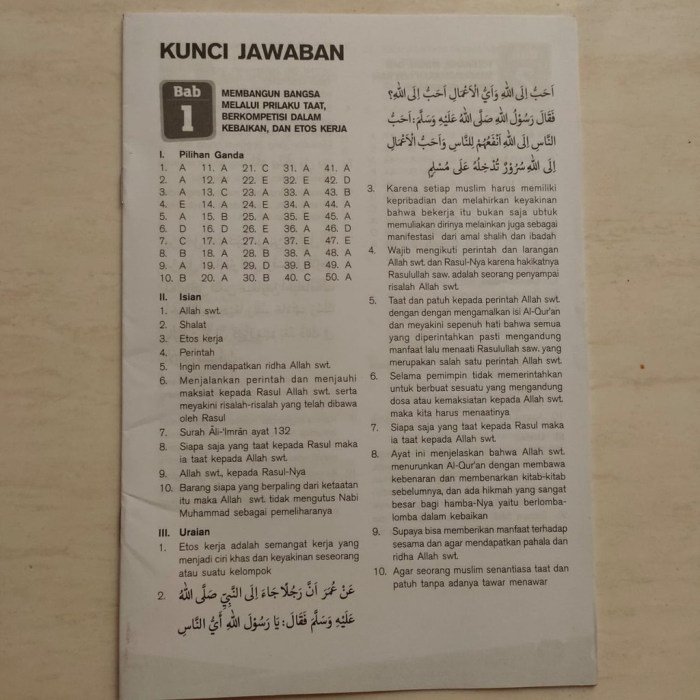 KUNCI JAWABAN
Bab
1
MEMBANGUN BANGSA
MELALUI PRILAKU TAAT,
BERKOMPETISI DALAM
KEBAIKAN, DAN ETOS KERJA
I. Pilihan Ganda
1. A 11. A 21. C 31. A 41. A
2. A 12. A 22. E 32. E 42. D
3. A 13. C 23. A 33. A 43. B
4. E 14. A 24. E 34. A 44. A
5. A 15. B 25. A 35. E 45. A
6. D 16. D 26. E 36. A 46. D
7. C 17. A 27. A 37. E 47. E
8. B 18. A 28. B 38. A 48. A
9. A 19. A 29. D 39. B 49. A
10. B 20. A 30. B 40. C 50. A
II. Isian
1. Allah swt.
2. Shalat
3. Etos kerja
4. Perintah
5. Ingin mendapatkan ridha Allah swt.
6. Menjalankan perintah dan menjauhi
maksiat kepada Rasul Allah swt. serta
meyakini risalah-risalah yang telah dibawa
oleh Rasul
7. Surah Āli-'Imrān ayat 132
8. Siapa saja yang taat kepada Rasul maka
ia taat kepada Allah swt.
9. Allah swt., kepada Rasul-Nya
10. Barang siapa yang berpaling dari ketaatan
itu maka Allah swt. tidak mengutus Nabi
Muhammad sebagai pemeliharanya
III. Uraian
1. Etos kerja adalah semangat kerja yang
menjadi ciri khas dan keyakinan seseorang
atau suatu kelompok
2. عَنْ عُمَرَ اَنَّ رَجُلًا جَاءَ اِلَى النَّبِيِّ صَلَّى اللهُ
عَلَيْهِ وَسَلَّمَ فَقَالَ: يَا رَسُوْلَ اللهِ أَيُّ النَّاسِ
اَحَبُّ اِلَى اللهِ وَأَيُّ الْاَعْمَالِ اَحَبُّ اِلَى اللهِ؟
فَقَالَ رَسُوْلُ اللهِ صَلَّى اللهُ عَلَيْهِ وَسَلَّمَ: اَحَبُّ
النَّاسِ اِلَى اللهِ اَنْفَعُهُمْ لِلنَّاسِ وَاَحَبُّ الْاَعْمَالِ
اِلَى اللهِ سُرُوْرٌ تُدْخِلُهُ عَلَى مُسْلِمٍ
3. Karena setiap muslim harus memiliki
kepribadian dan melahirkan keyakinan
bahwa bekerja itu bukan saja ubtuk
memuliakan dirinya melainkan juga sebagai
manifestasi dari amal shalih dan ibadah
4. Wajib mengikuti perintah dan larangan
Allah swt. dan Rasul-Nya karena hakikatnya
Rasulullah saw. adalah seorang penyampai
risalah Allah swt.
5. Taat dan patuh kepada perintah Allah swt.
dengan dengan mengamalkan isi Al-Qur'an
dan meyakini sepenuh hati bahwa semua
yang diperintahkan pasti mengandung
manfaat lalu menaati Rasulullah saw. yang
merupakan salah satu perintah Allah swt.
6. Selama pemimpin tidak memerintahkan
untuk berbuat sesuatu yang mengandung
dosa atau kemaksiatan kepada Allah swt.
maka kita harus menaatinya
7. Siapa saja yang taat kepada Rasul maka
ia taat kepada Allah swt.
8. Ayat ini menjelaskan bahwa Allah swt.
menurunkan Al-Qur'an dengan membawa
kebenaran dan membenarkan kitab-kitab
sebelumnya, dan ada hikmah yang sangat
besar bagi hamba-Nya yaitu berlomba-
lomba dalam kebaikan
9. Supaya bisa memberikan manfaat terhadap
sesama dan agar mendapatkan pahala dan
ridha Allah swt.
10. Agar seorang muslim senantiasa taat dan
patuh tanpa adanya tawar menawar